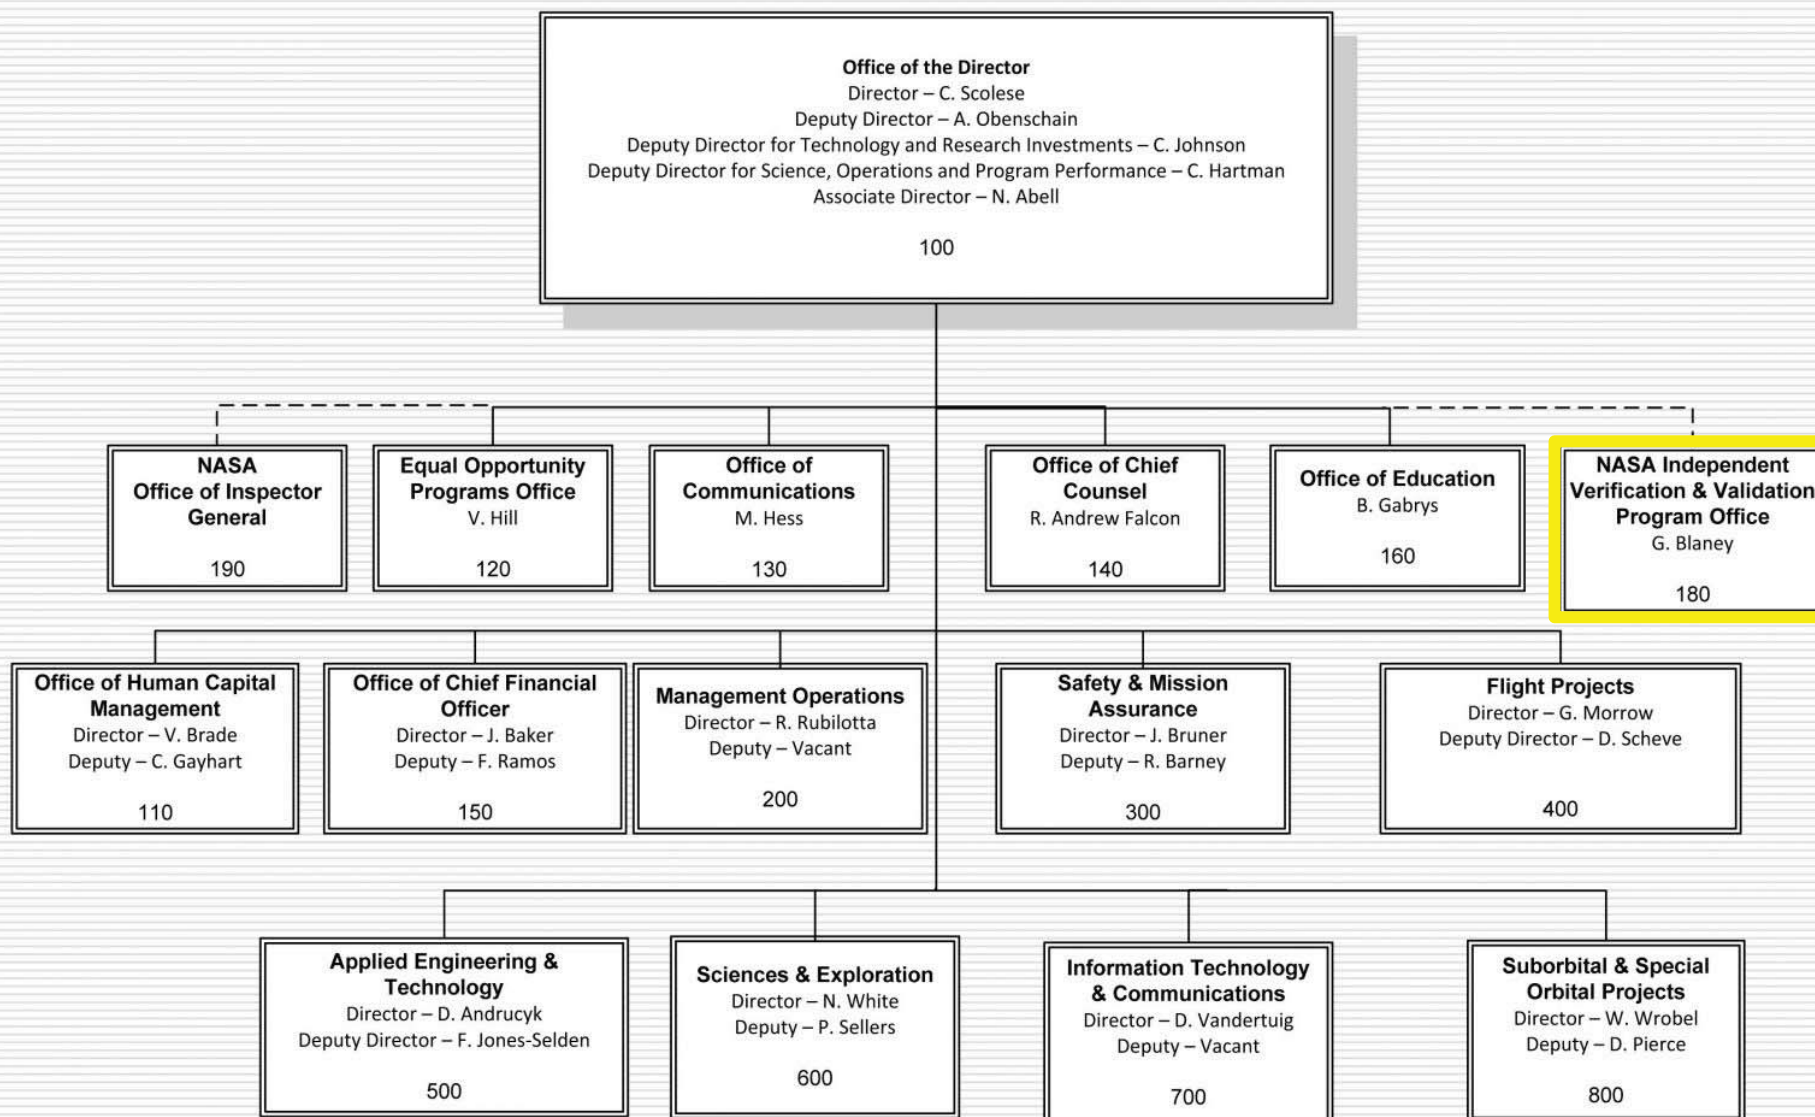 Office of the Director
Director – C. Scolese
Deputy Director – A. Obenschain
Deputy Director for Technology and Research Investments – C. Johnson
Deputy Director for Science, Operations and Program Performance – C. Hartman
Associate Director – N. Abell
100
NASA
Office of Inspector
General
190
Equal Opportunity
Programs Office
V. Hill
120
Office of
Communications
M. Hess
130
Office of Chief
Counsel
R. Andrew Falcon
140
Office of Education
B. Gabrys
160
NASA Independent
Verification & Validation
Program Office
G. Blaney
180
Office of Human Capital
Management
Director – V. Brade
Deputy – C. Gayhart
110
Office of Chief Financial
Officer
Director – J. Baker
Deputy – F. Ramos
150
Management Operations
Director – R. Rubilotta
Deputy – Vacant
200
Safety & Mission
Assurance
Director – J. Bruner
Deputy – R. Barney
300
Flight Projects
Director – G. Morrow
Deputy Director – D. Scheve
400
Applied Engineering &
Technology
Director – D. Andrucyk
Deputy Director – F. Jones-Selden
500
Sciences & Exploration
Director – N. White
Deputy – P. Sellers
600
Information Technology
& Communications
Director – D. Vandertuig
Deputy – Vacant
700
Suborbital & Special
Orbital Projects
Director – W. Wrobel
Deputy – D. Pierce
800